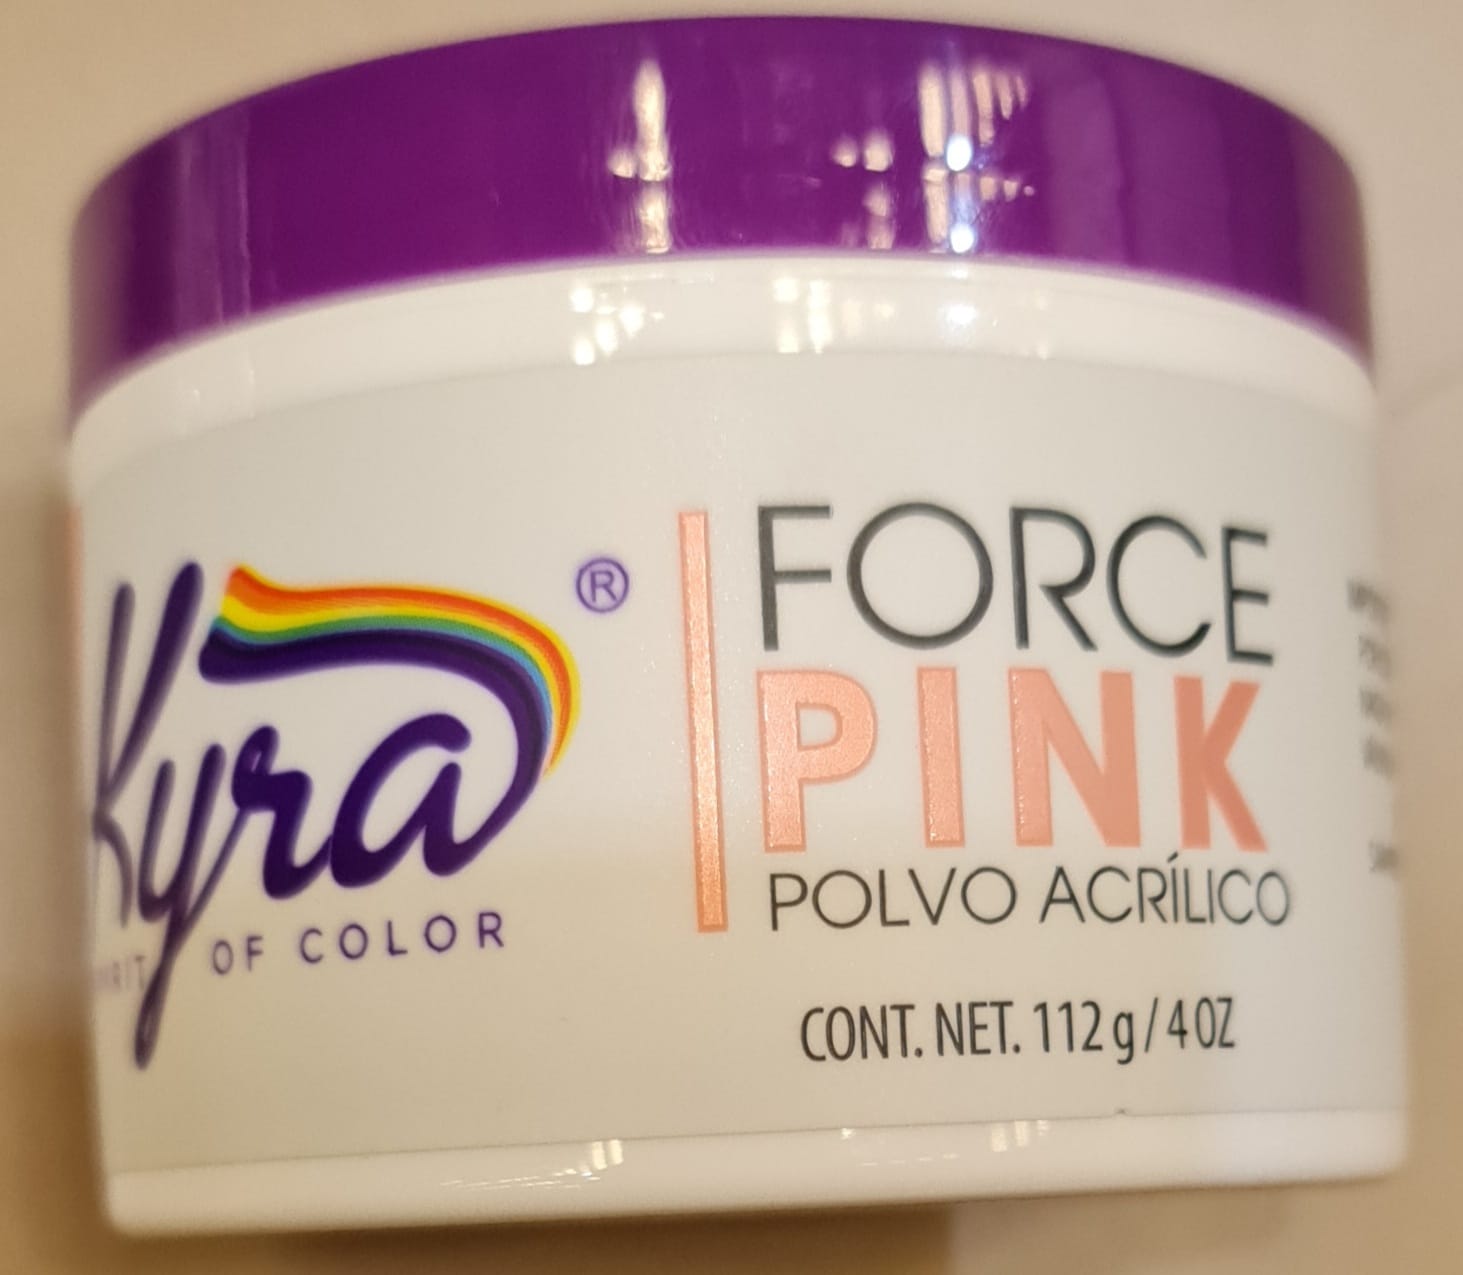 Kyra®
OF COLOR
FORCE
PINK
POLVO ACRÍLICO
CONT. NET. 112 g / 4 OZ